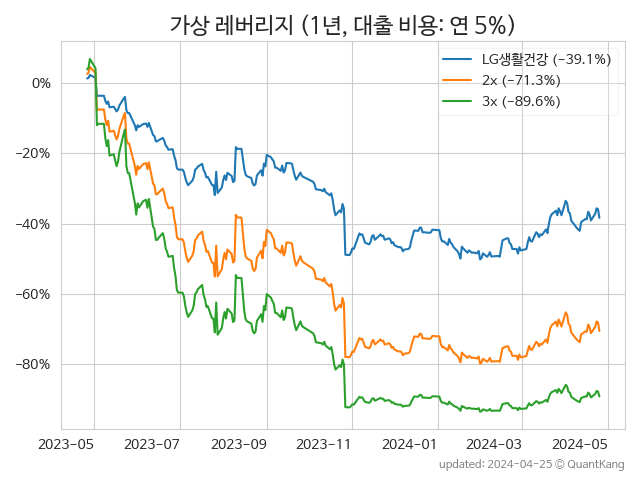 가상 레버리지 (1년, 대출 비용: 연 5%)
LG생활건강 (−39.1%)
2x (−71.3%)
3x (−89.6%)
0%
−20%
−40%
−60%
−80%
2023-05 2023-07 2023-09 2023-11 2024-01 2024-03 2024-05
updated: 2024-04-25 © QuantKang